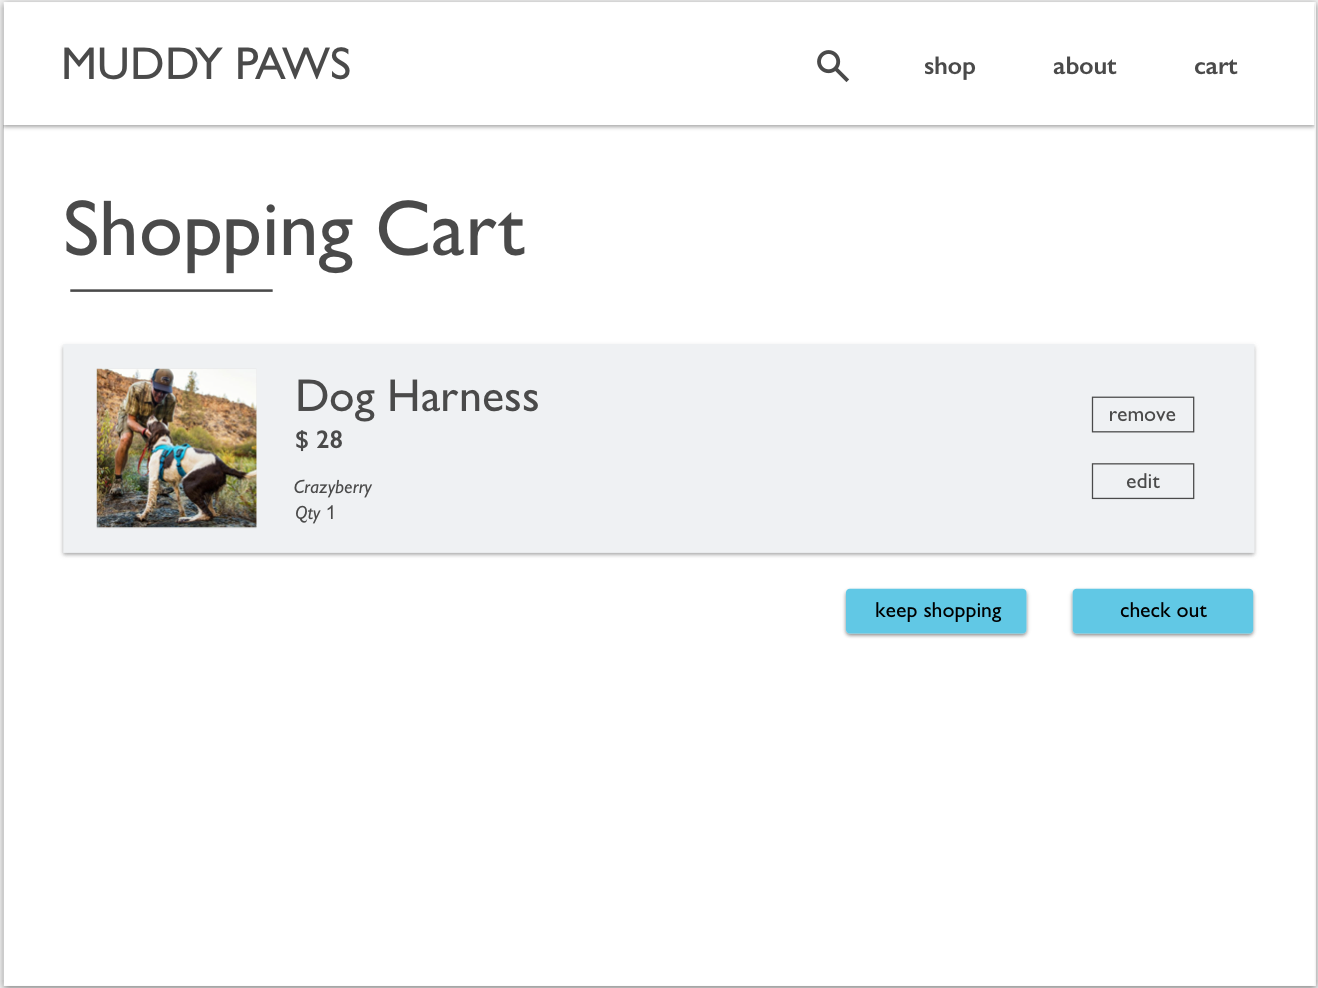 MUDDY PAWS
shop
about
cart
Shopping Cart
Dog Harness
$ 28
Crazyberry
Qty 1
remove
edit
keep shopping
check out